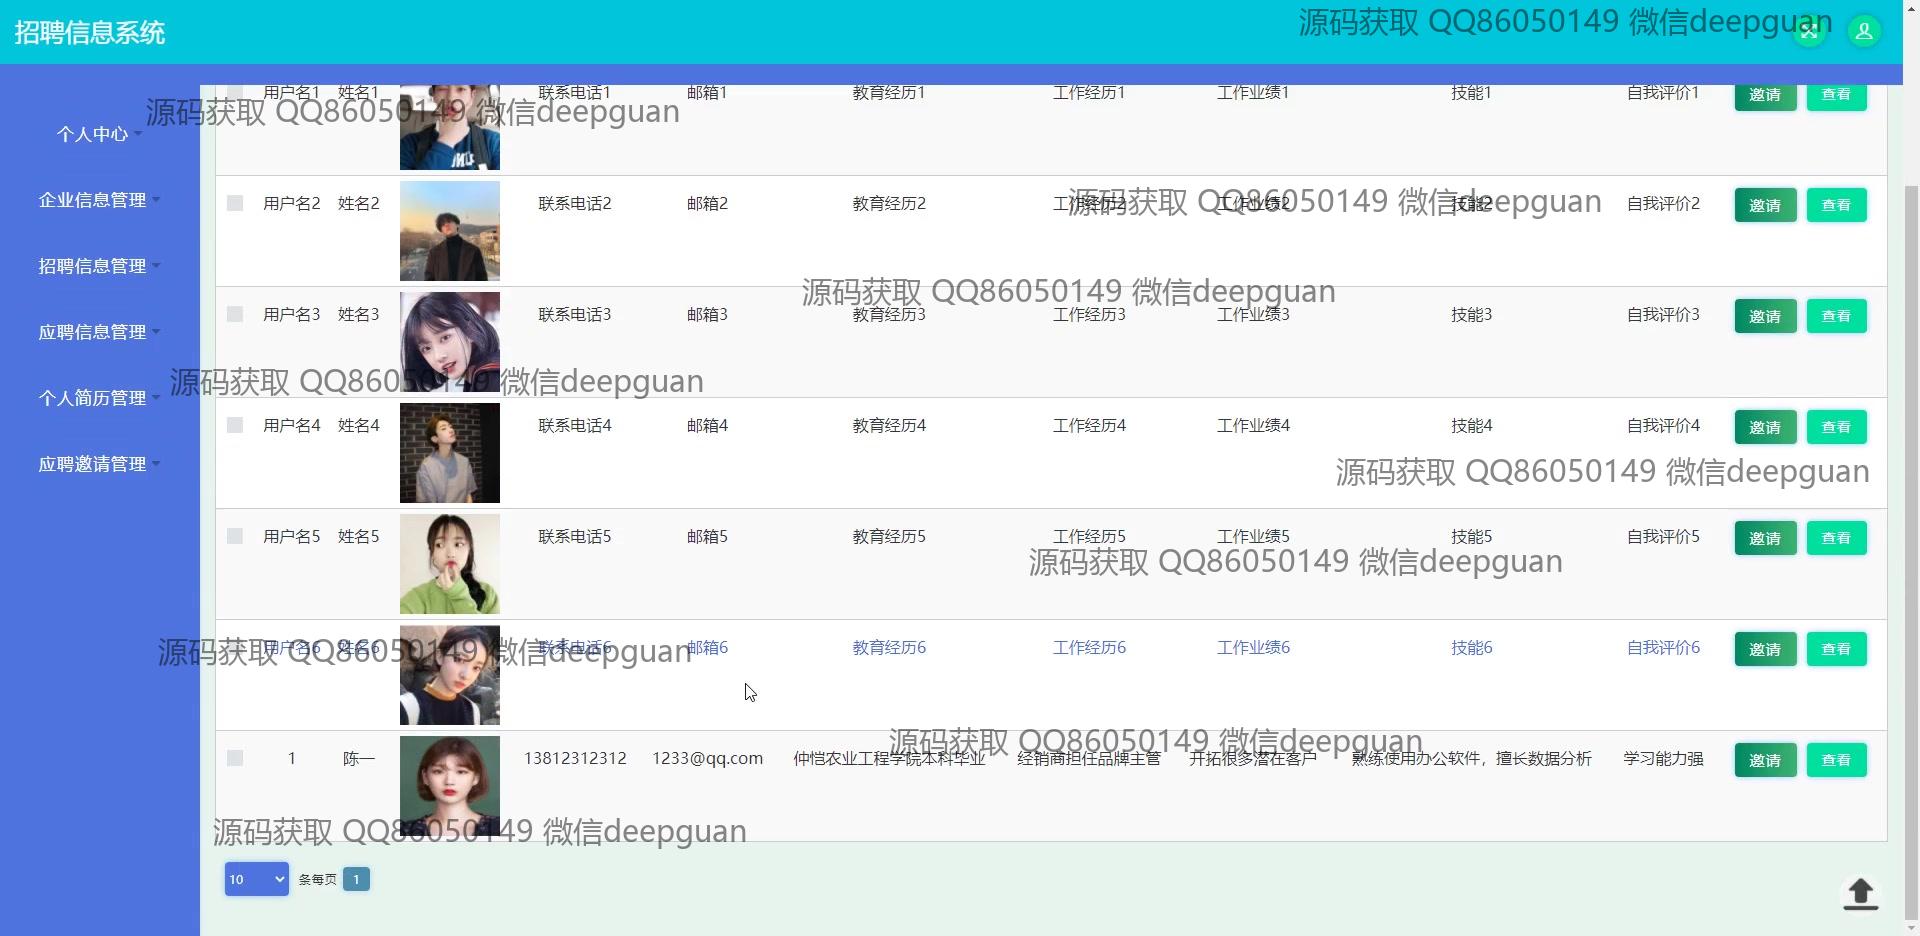 招聘信息系统
源码获取 QQ86050149 微信deepguan
个人中心
企业信息管理
招聘信息管理
应聘信息管理
个人简历管理
应聘邀请管理
用户名1 姓名1 联系电话1 邮箱1 教育经历1 工作经历1 工作业绩1 技能1 自我评价1 邀请 查看
源码获取 QQ86050149 微信deepguan
用户名2 姓名2 联系电话2 邮箱2 教育经历2 工作经历2 工作业绩2 技能2 自我评价2 邀请 查看
源码获取 QQ86050149 微信deepguan
源码获取 QQ86050149 微信deepguan
用户名3 姓名3 联系电话3 邮箱3 教育经历3 工作经历3 工作业绩3 技能3 自我评价3 邀请 查看
源码获取 QQ86050149 微信deepguan
用户名4 姓名4 联系电话4 邮箱4 教育经历4 工作经历4 工作业绩4 技能4 自我评价4 邀请 查看
源码获取 QQ86050149 微信deepguan
用户名5 姓名5 联系电话5 邮箱5 教育经历5 工作经历5 工作业绩5 技能5 自我评价5 邀请 查看
源码获取 QQ86050149 微信deepguan
用户名6 姓名6 联系电话6 邮箱6 教育经历6 工作经历6 工作业绩6 技能6 自我评价6 邀请 查看
源码获取 QQ86050149 微信deepguan
源码获取 QQ86050149 微信deepguan
1 陈一 13812312312 1233@qq.com 仲恺农业工程学院本科毕业 经销商担任品牌主管 开拓很多潜在客户 熟练使用办公软件，擅长数据分析 学习能力强 邀请 查看
源码获取 QQ86050149 微信deepguan
10 条每页 1